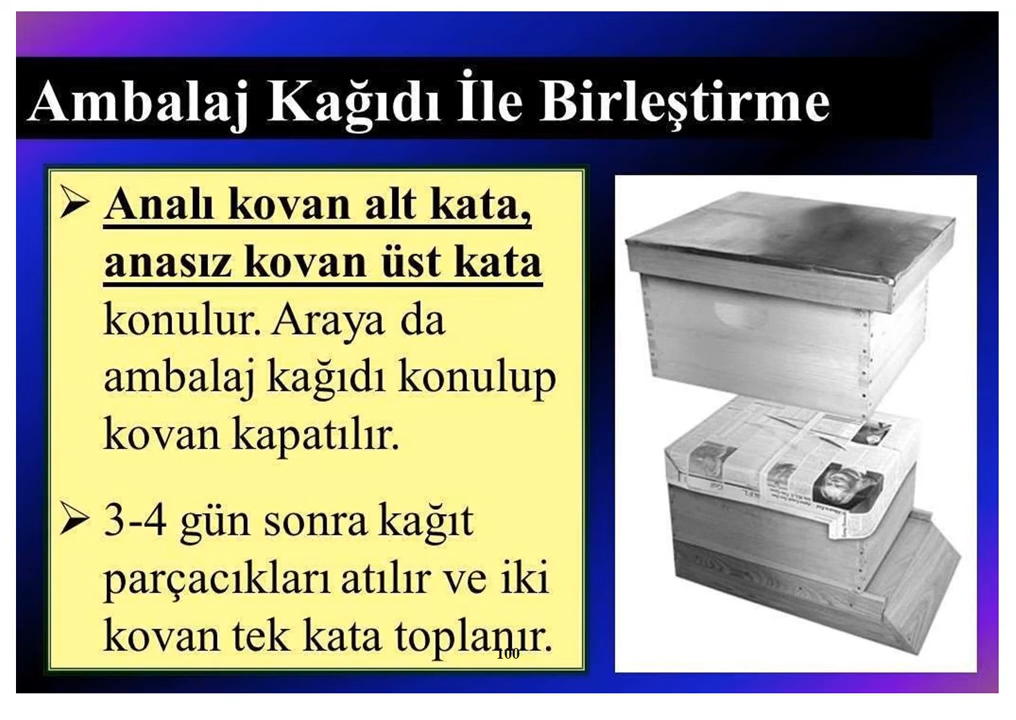 Ambalaj Kağıdı İle Birleştirme
➢ Analı kovan alt kata,
anasız kovan üst kata
konulur. Araya da
ambalaj kağıdı konulup
kovan kapatılır.
➢ 3-4 gün sonra kağıt
parçacıkları atılır ve iki
kovan tek kata toplanır.
100